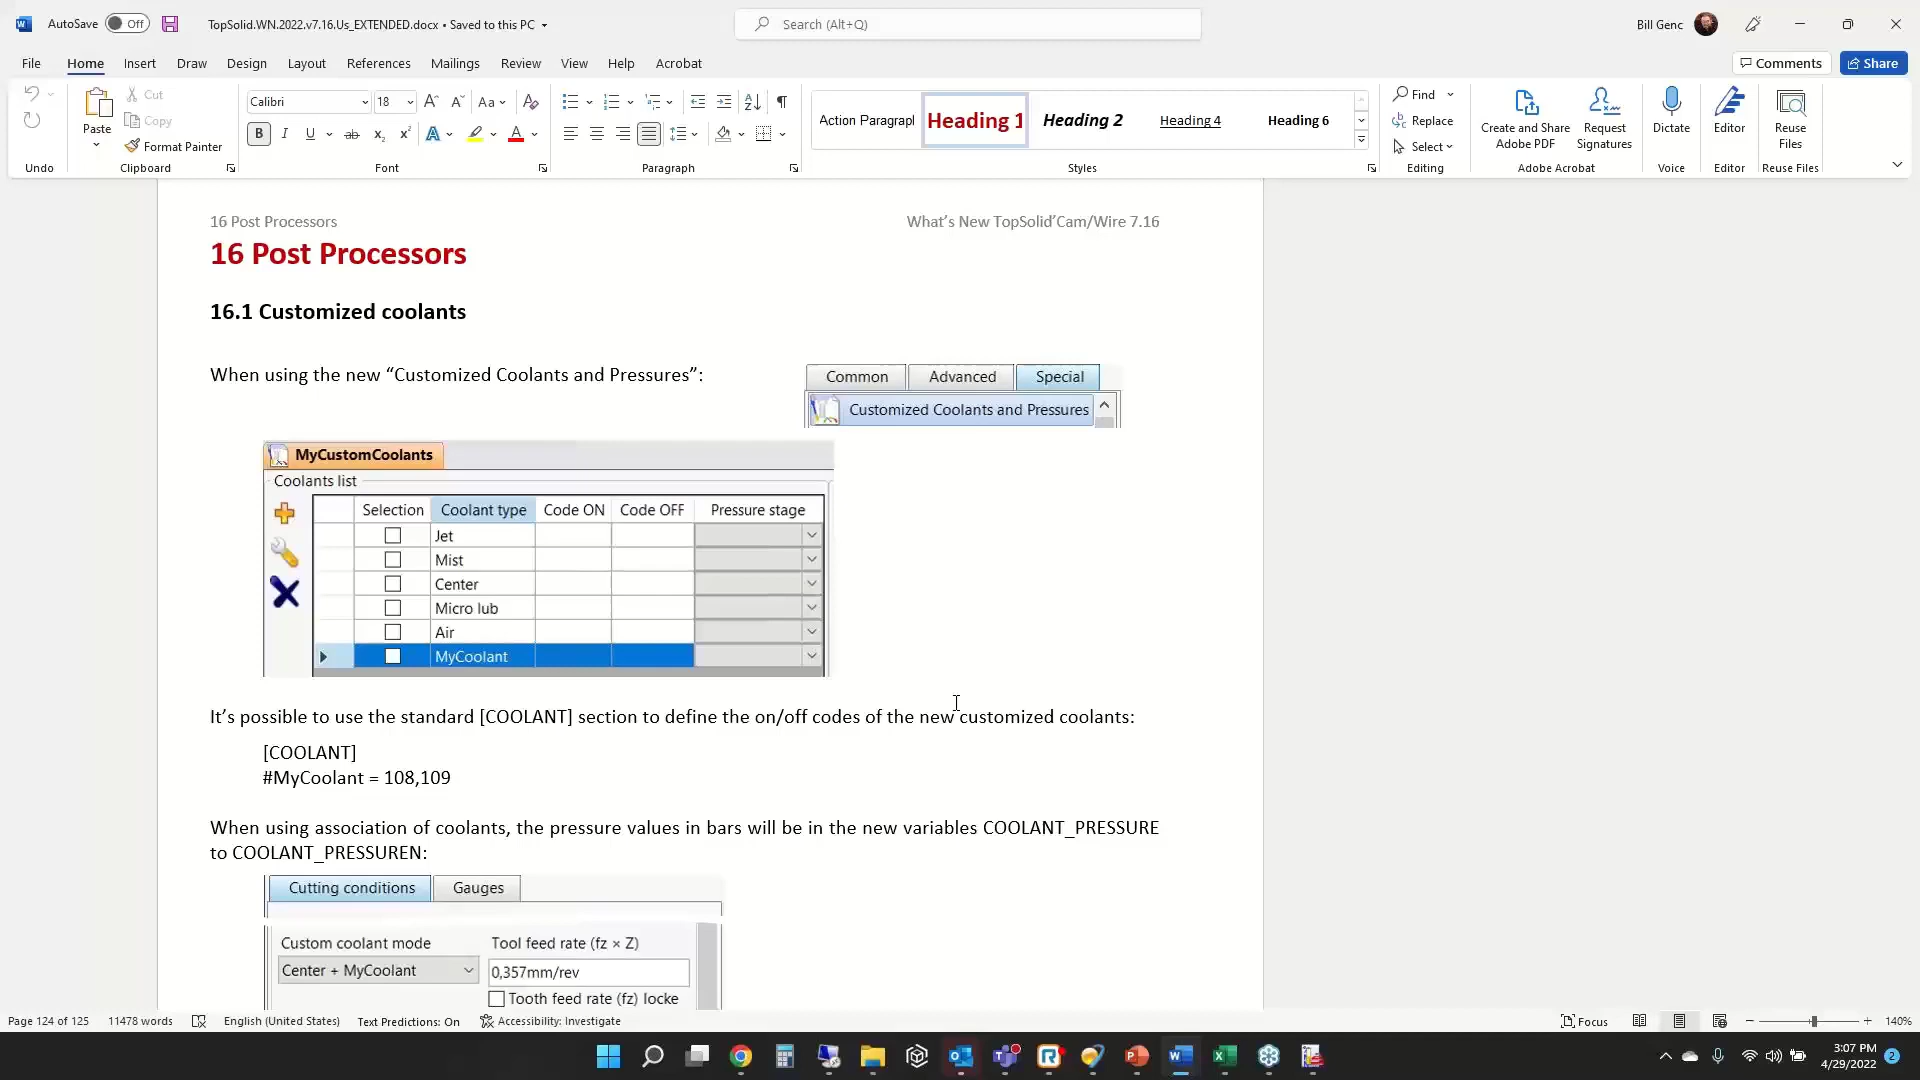 AutoSave Off TopSolid.WN.2022.v7.16.Us_EXTENDED.docx • Saved to this PC Search (Alt+Q) Bill Genc
File Home Insert Draw Design Layout References Mailings Review View Help Acrobat Comments Share
Paste Cut Copy Format Painter
Calibri 18 Aa
Action Paragrapl Heading 1 Heading 2 Heading 4 Heading 6
Find Replace Select
Create and Share Adobe PDF Request Signatures Dictate Editor Reuse Files
Undo Clipboard Font Paragraph Styles Editing Adobe Acrobat Voice Editor Reuse Files
16 Post Processors What's New TopSolid'Cam/Wire 7.16
16 Post Processors
16.1 Customized coolants
When using the new “Customized Coolants and Pressures”:
Common Advanced Special
Customized Coolants and Pressures
MyCustomCoolants
Coolants list
Selection Coolant type Code ON Code OFF Pressure stage
Jet
Mist
Center
Micro lub
Air
MyCoolant
It's possible to use the standard [COOLANT] section to define the on/off codes of the new customized coolants:
[COOLANT]
#MyCoolant = 108,109
When using association of coolants, the pressure values in bars will be in the new variables COOLANT_PRESSURE
to COOLANT_PRESSUREN:
Cutting conditions Gauges
Custom coolant mode Tool feed rate (fz × Z)
Center + MyCoolant 0,357mm/rev
Tooth feed rate (fz) locke
Page 124 of 125 11478 words English (United States) Text Predictions: On Accessibility: Investigate Focus 140%
3:07 PM
4/29/2022 2